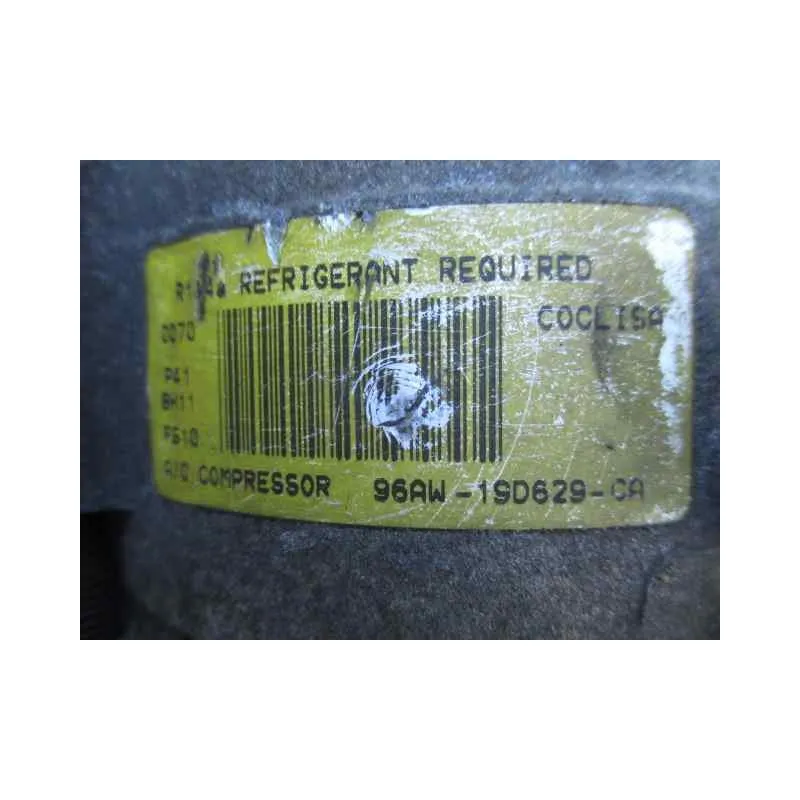 REFRIGERANT REQUIRED
COCLISA
P41
BH11
A/C COMPRESSOR 96AW-19D629-CA